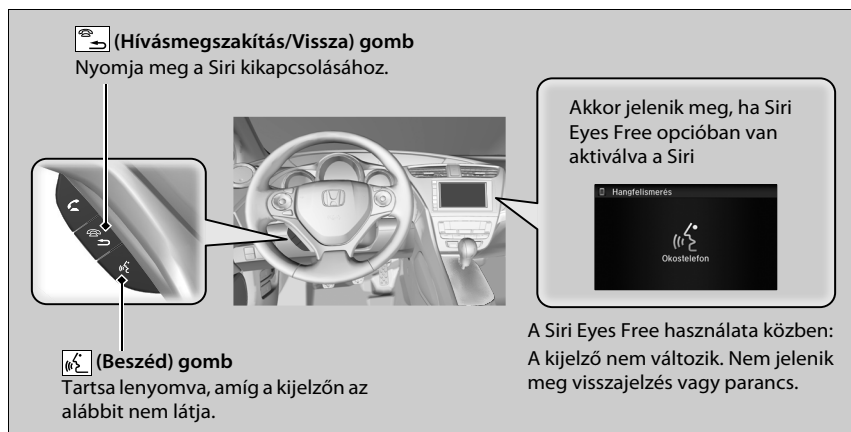 (Hívásmegszakítás/Vissza) gomb
Nyomja meg a Siri kikapcsolásához.
Akkor jelenik meg, ha Siri
Eyes Free opcióban van
aktiválva a Siri
Hangfelismerés
Okostelefon
(Beszéd) gomb
Tartsa lenyomva, amíg a kijelzőn az
alábbit nem látja.
A Siri Eyes Free használata közben:
A kijelző nem változik. Nem jelenik
meg visszajelzés vagy parancs.